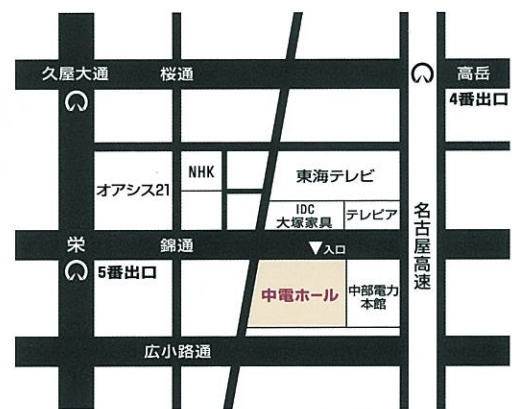 久屋大通
桜通
高岳
4番出口
オアシス21
NHK
東海テレビ
IDC
大塚家具
テレビア
名古屋高速
栄
錦通
入口
5番出口
中電ホール
中部電力
本館
広小路通